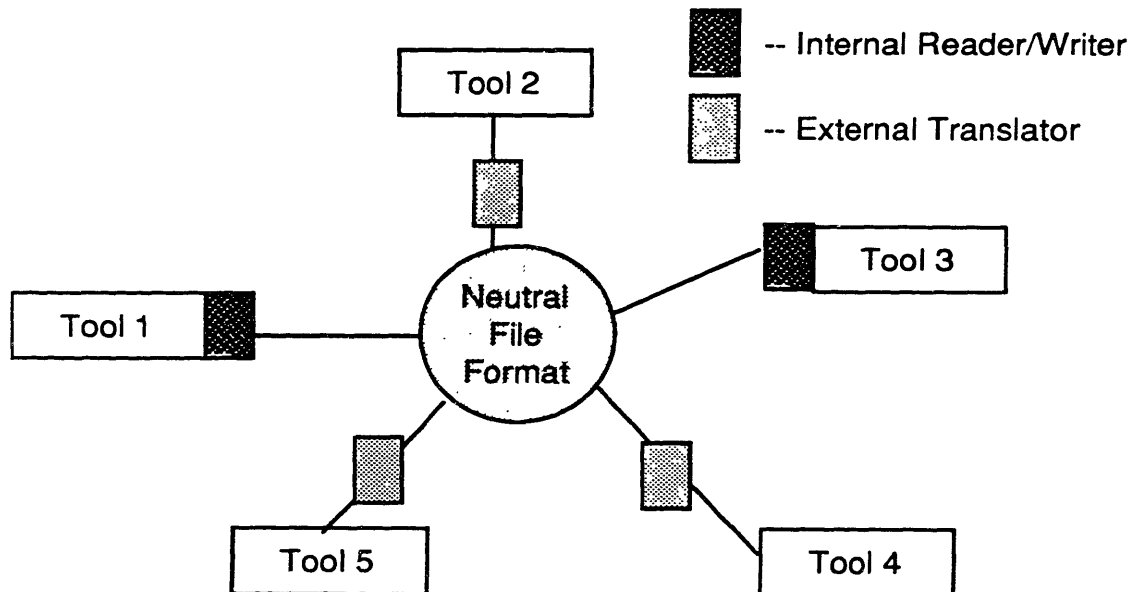 -- Internal Reader/Writer
Tool 2
-- External Translator
Tool 3
Neutral
File
Format
Tool 1
Tool 5
Tool 4